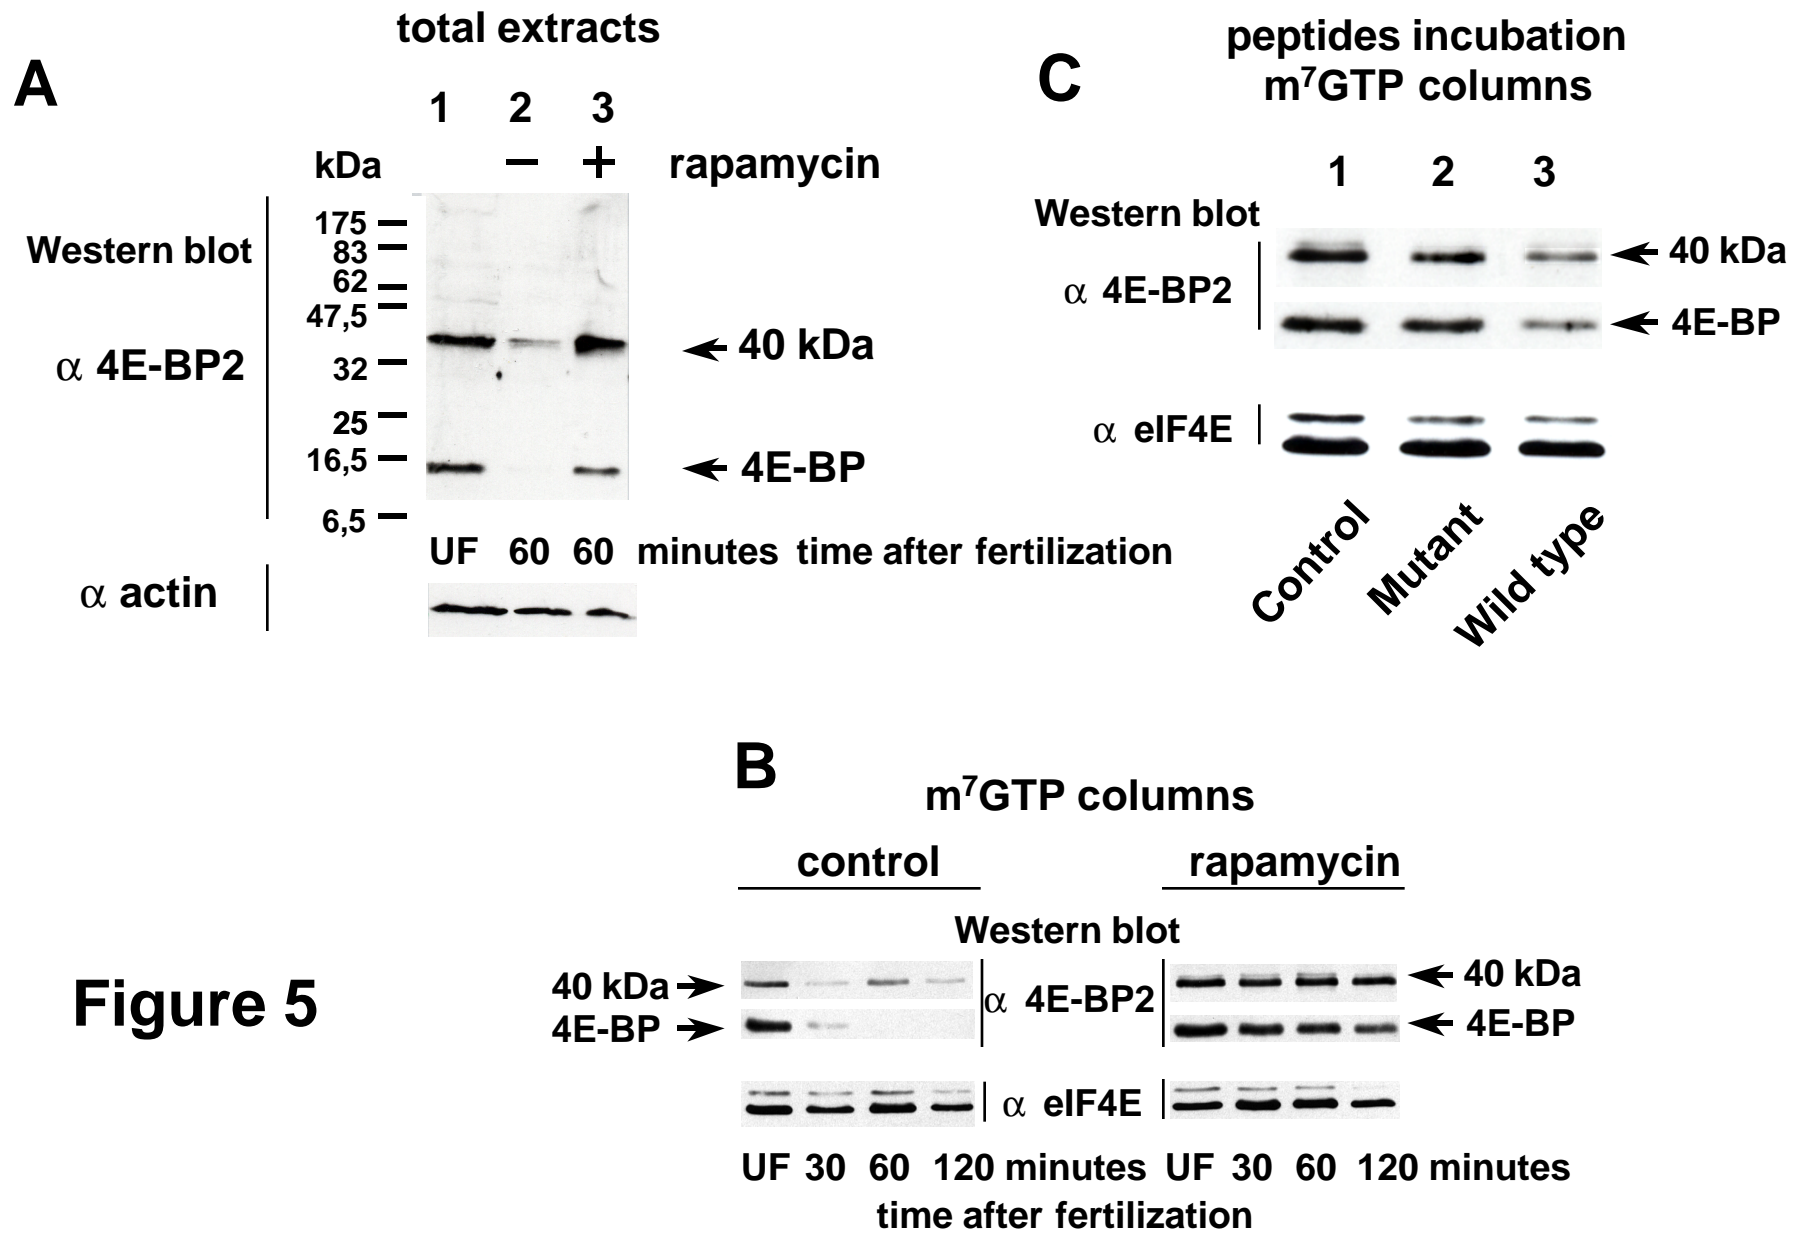 total extracts
A
1 2 3
kDa − + rapamycin
Western blot
α 4E-BP2
175
83
62
47,5
32
25
16,5
6,5
40 kDa
4E-BP
UF 60 60 minutes time after fertilization
α actin
C
peptides incubation
m⁷GTP columns
1 2 3
Western blot
α 4E-BP2
40 kDa
4E-BP
α eIF4E
Control
Mutant
Wild type
B
m⁷GTP columns
control rapamycin
Western blot
40 kDa
4E-BP
α 4E-BP2
40 kDa
4E-BP
α eIF4E
UF 30 60 120 minutes UF 30 60 120 minutes
time after fertilization
Figure 5